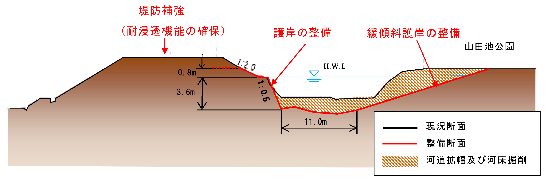 堤防補強
(耐浸透機能の確保)
護岸の整備
緩傾斜護岸の整備
山田池公園
1:2.0
H.W.L
0.8m
3.6m
1:0.5
11.0m
現況断面
整備断面
河道拡幅及び河床掘削